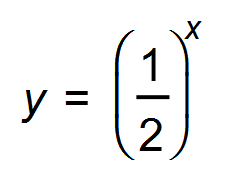 y = (1/2)^x